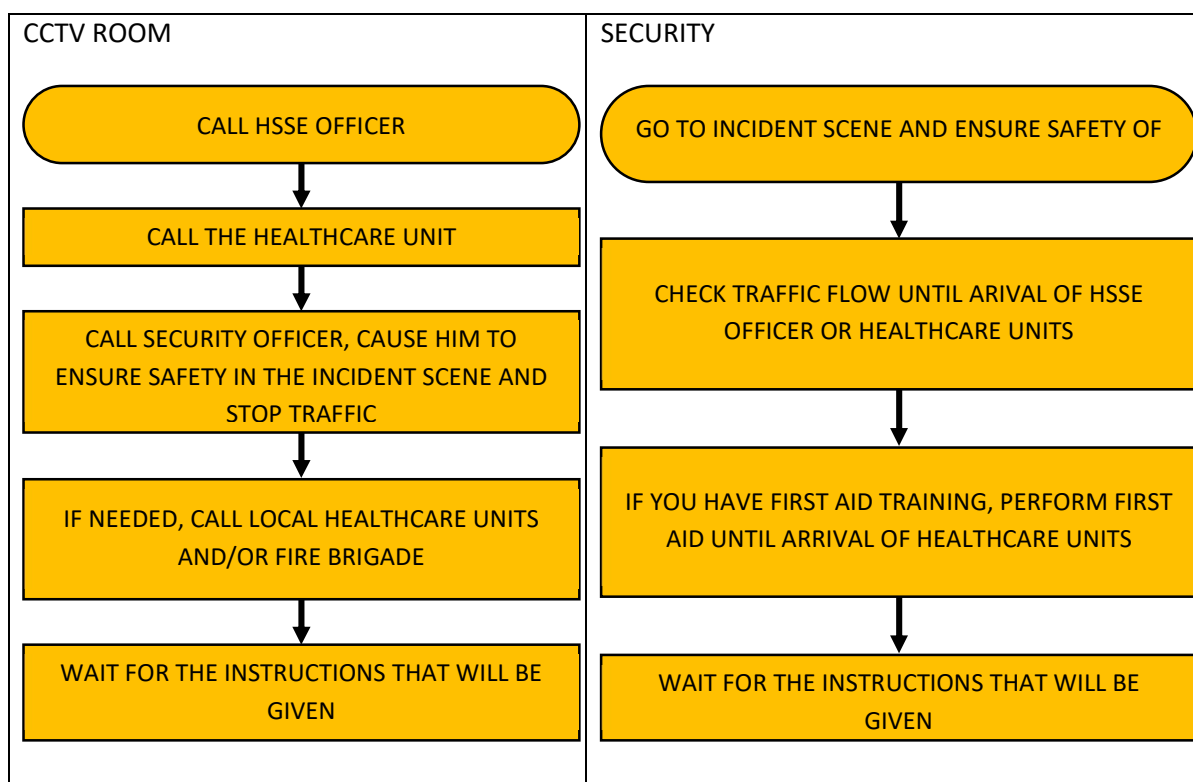 CCTV ROOM
CALL HSSE OFFICER
CALL THE HEALTHCARE UNIT
CALL SECURITY OFFICER, CAUSE HIM TO
ENSURE SAFETY IN THE INCIDENT SCENE AND
STOP TRAFFIC
IF NEEDED, CALL LOCAL HEALTHCARE UNITS
AND/OR FIRE BRIGADE
WAIT FOR THE INSTRUCTIONS THAT WILL BE
GIVEN
SECURITY
GO TO INCIDENT SCENE AND ENSURE SAFETY OF
CHECK TRAFFIC FLOW UNTIL ARIVAL OF HSSE
OFFICER OR HEALTHCARE UNITS
IF YOU HAVE FIRST AID TRAINING, PERFORM FIRST
AID UNTIL ARRIVAL OF HEALTHCARE UNITS
WAIT FOR THE INSTRUCTIONS THAT WILL BE
GIVEN